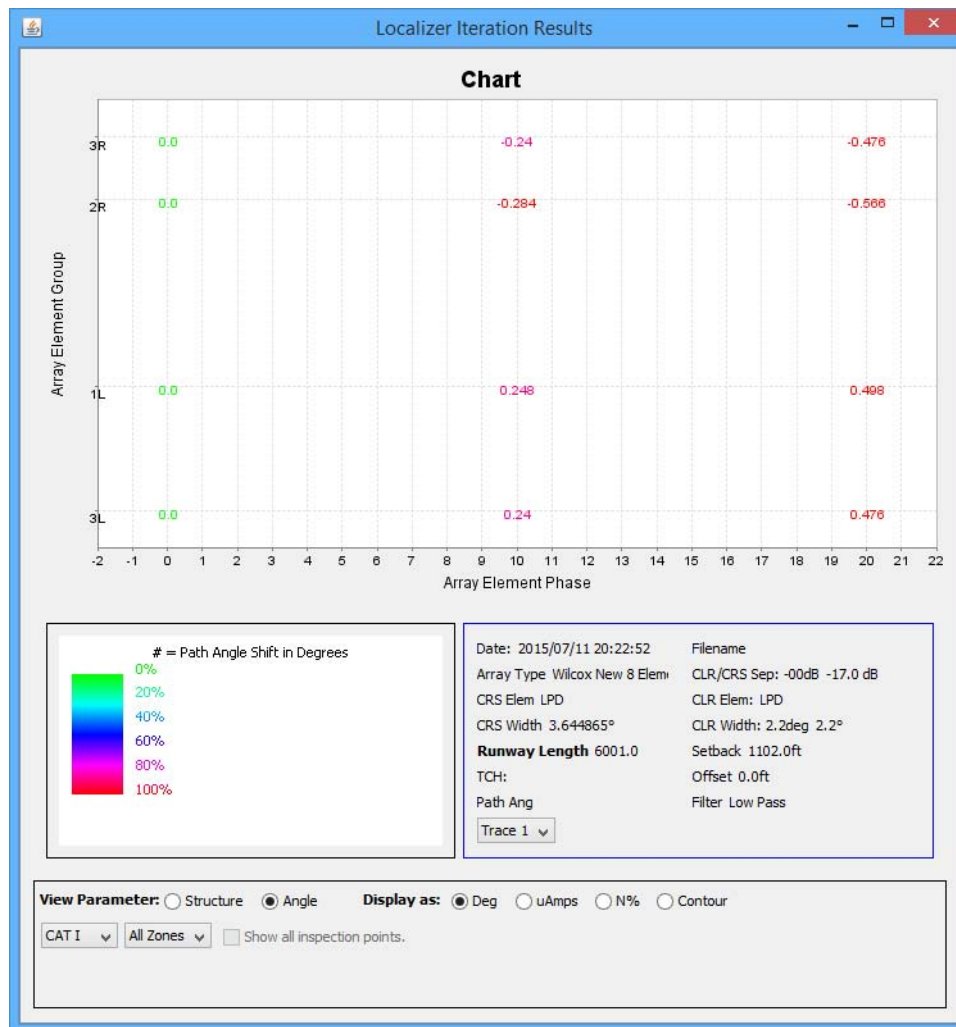 Localizer Iteration Results
Chart
3R 0.0 -0.24 -0.476
2R 0.0 -0.284 -0.566
Array Element Group
1L 0.0 0.248 0.498
3L 0.0 0.24 0.476
-2 -1 0 1 2 3 4 5 6 7 8 9 10 11 12 13 14 15 16 17 18 19 20 21 22
Array Element Phase
# = Path Angle Shift in Degrees
0%
20%
40%
60%
80%
100%
Date: 2015/07/11 20:22:52 Filename
Array Type Wilcox New 8 Elem CLR/CRS Sep: -00dB -17.0 dB
CRS Elem LPD CLR Elem: LPD
CRS Width 3.644865° CLR Width: 2.2deg 2.2°
Runway Length 6001.0 Setback 1102.0ft
TCH: Offset 0.0ft
Path Ang Filter Low Pass
Trace 1
View Parameter: Structure Angle Display as: Deg uAmps N% Contour
CAT I All Zones Show all inspection points.